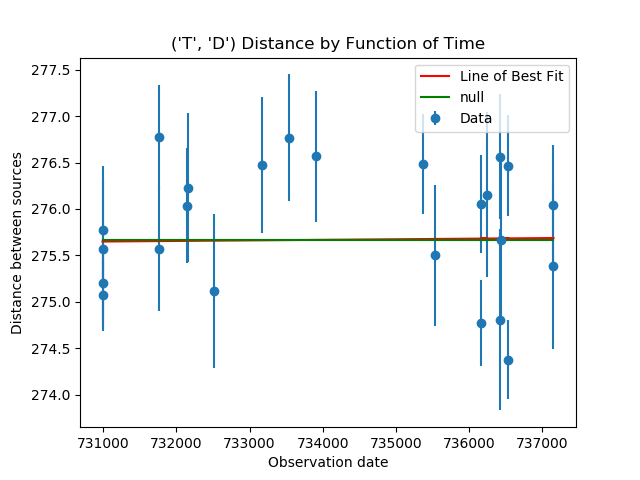 ('T', 'D') Distance by Function of Time
Line of Best Fit
null
Data
277.5
277.0
276.5
276.0
275.5
275.0
274.5
274.0
Distance between sources
731000 732000 733000 734000 735000 736000 737000
Observation date